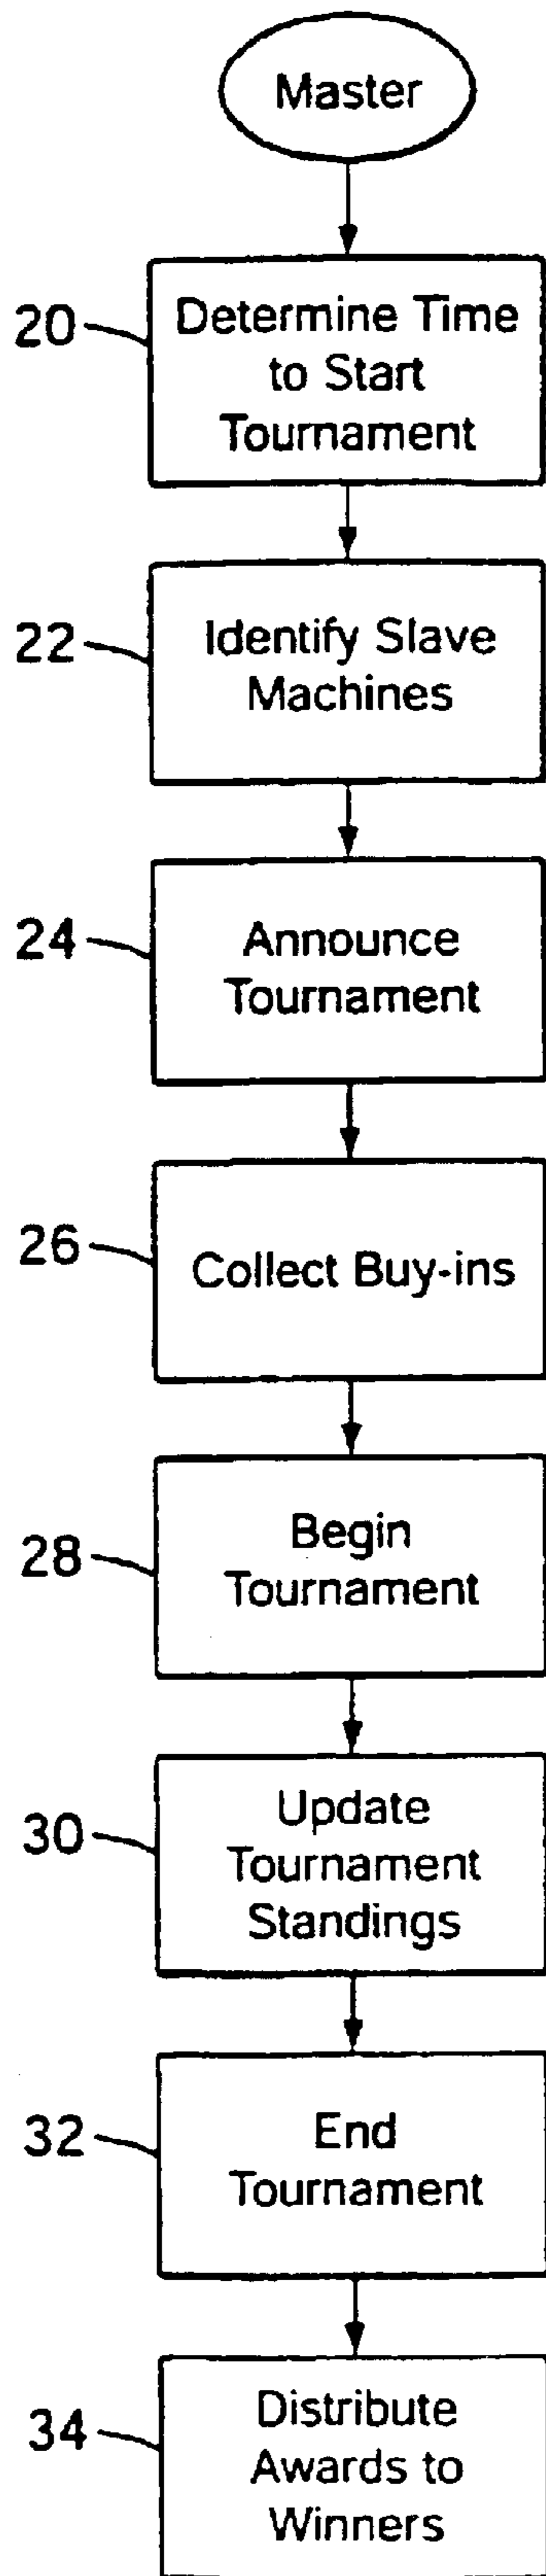 Master
20
Determine Time
to Start
Tournament
22
Identify Slave
Machines
24
Announce
Tournament
26
Collect Buy-ins
28
Begin
Tournament
30
Update
Tournament
Standings
32
End
Tournament
34
Distribute
Awards to
Winners